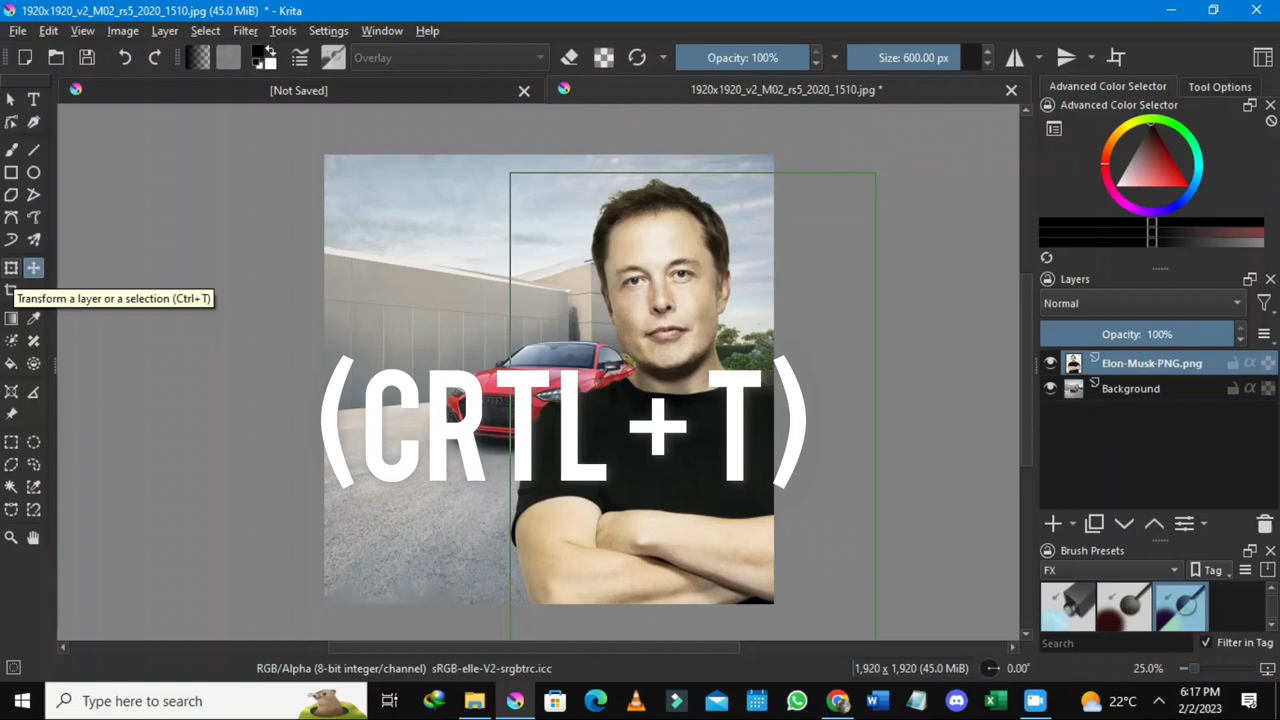 1920x1920_v2_M02_rs5_2020_1510.jpg (45.0 MiB) * - Krita
File Edit View Image Layer Select Filter Tools Settings Window Help
Overlay Opacity: 100% Size: 600.00 px
[Not Saved] 1920x1920_v2_M02_rs5_2020_1510.jpg * Advanced Color Selector Tool Options
Advanced Color Selector
Transform a layer or a selection (Ctrl+T)
Layers
Normal
Opacity: 100%
Elon-Musk-PNG.png
Background
(CRTL + T)
Brush Presets
FX Tag
Search Filter in Tag
RGB/Alpha (8-bit integer/channel) sRGB-elle-V2-srgbtrc.icc 1,920 x 1,920 (45.0 MiB) 0.00° 25.0%
Type here to search 22°C 6:17 PM
2/2/2023